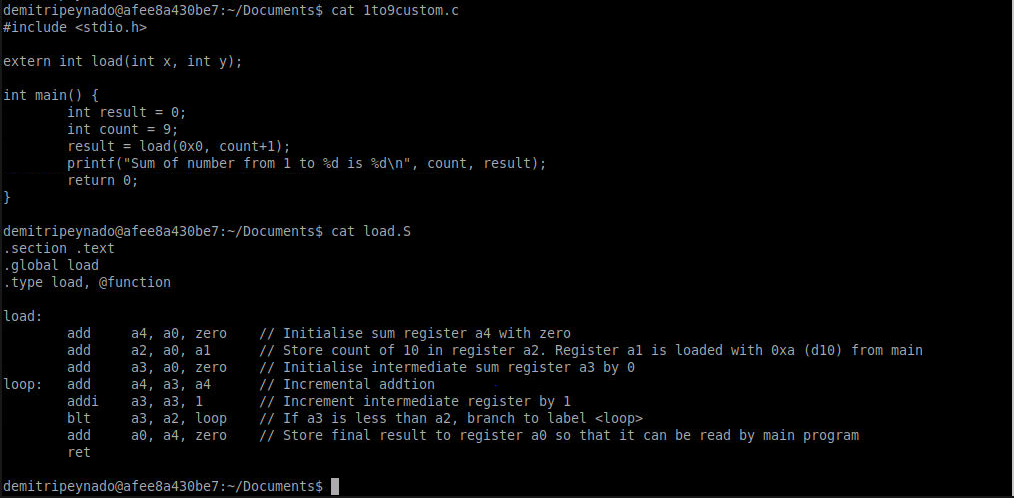 demitripeynado@afee8a430be7:~/Documents$ cat 1to9custom.c
#include <stdio.h>
extern int load(int x, int y);
int main() {
        int result = 0;
        int count = 9;
        result = load(0x0, count+1);
        printf("Sum of number from 1 to %d is %d\n", count, result);
        return 0;
}
demitripeynado@afee8a430be7:~/Documents$ cat load.S
.section .text
.global load
.type load, @function
load:
        add     a4, a0, zero    // Initialise sum register a4 with zero
        add     a2, a0, a1      // Store count of 10 in register a2. Register a1 is loaded with 0xa (d10) from main
        add     a3, a0, zero    // Initialise intermediate sum register a3 by 0
loop:   add     a4, a3, a4      // Incremental addtion
        addi    a3, a3, 1       // Increment intermediate register by 1
        blt     a3, a2, loop    // If a3 is less than a2, branch to label <loop>
        add     a0, a4, zero    // Store final result to register a0 so that it can be read by main program
        ret
demitripeynado@afee8a430be7:~/Documents$